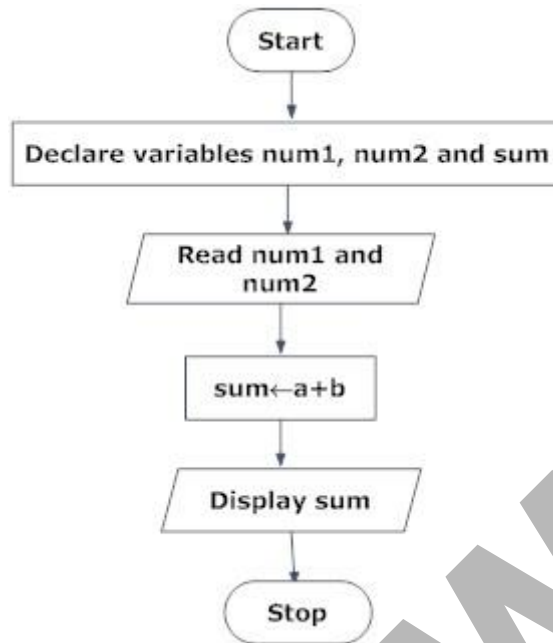 Start
Declare variables num1, num2 and sum
Read num1 and
num2
sum←a+b
Display sum
Stop